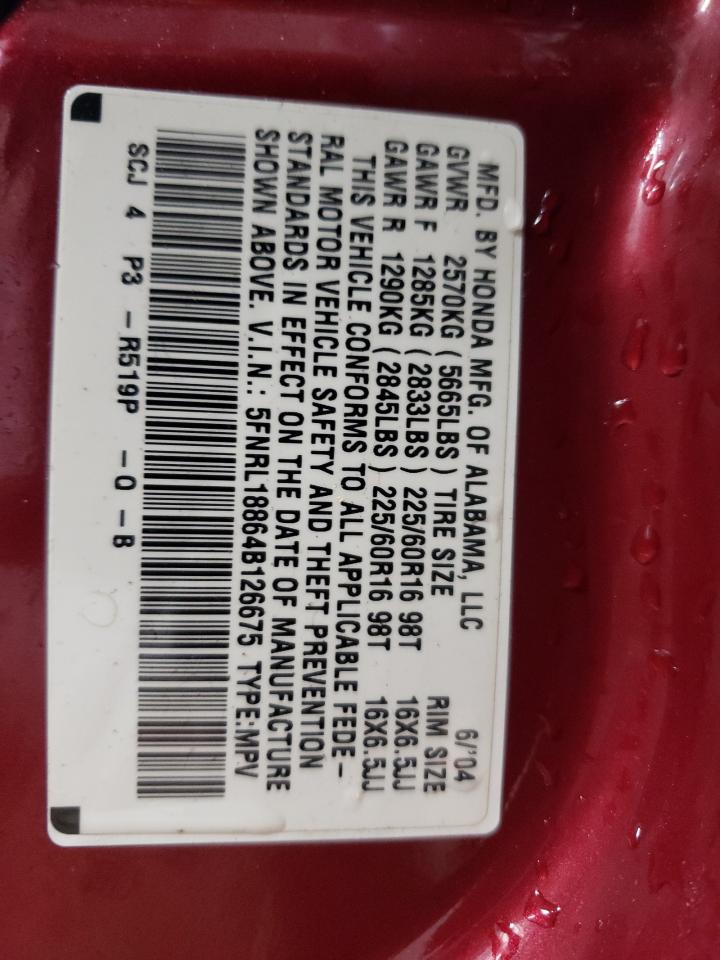 MFD. BY HONDA MFG. OF ALABAMA, LLC 6/'04
GVWR 2570KG ( 5665LBS ) TIRE SIZE RIM SIZE
GAWR F 1285KG ( 2833LBS ) 225/60R16 98T 16X6.5JJ
GAWR R 1290KG ( 2845LBS ) 225/60R16 98T 16X6.5JJ
THIS VEHICLE CONFORMS TO ALL APPLICABLE FEDE-
RAL MOTOR VEHICLE SAFETY AND THEFT PREVENTION
STANDARDS IN EFFECT ON THE DATE OF MANUFACTURE
SHOWN ABOVE. V.I.N.: 5FNRL18864B126675 TYPE:MPV
SCJ 4 P3 -R519P -Q -B